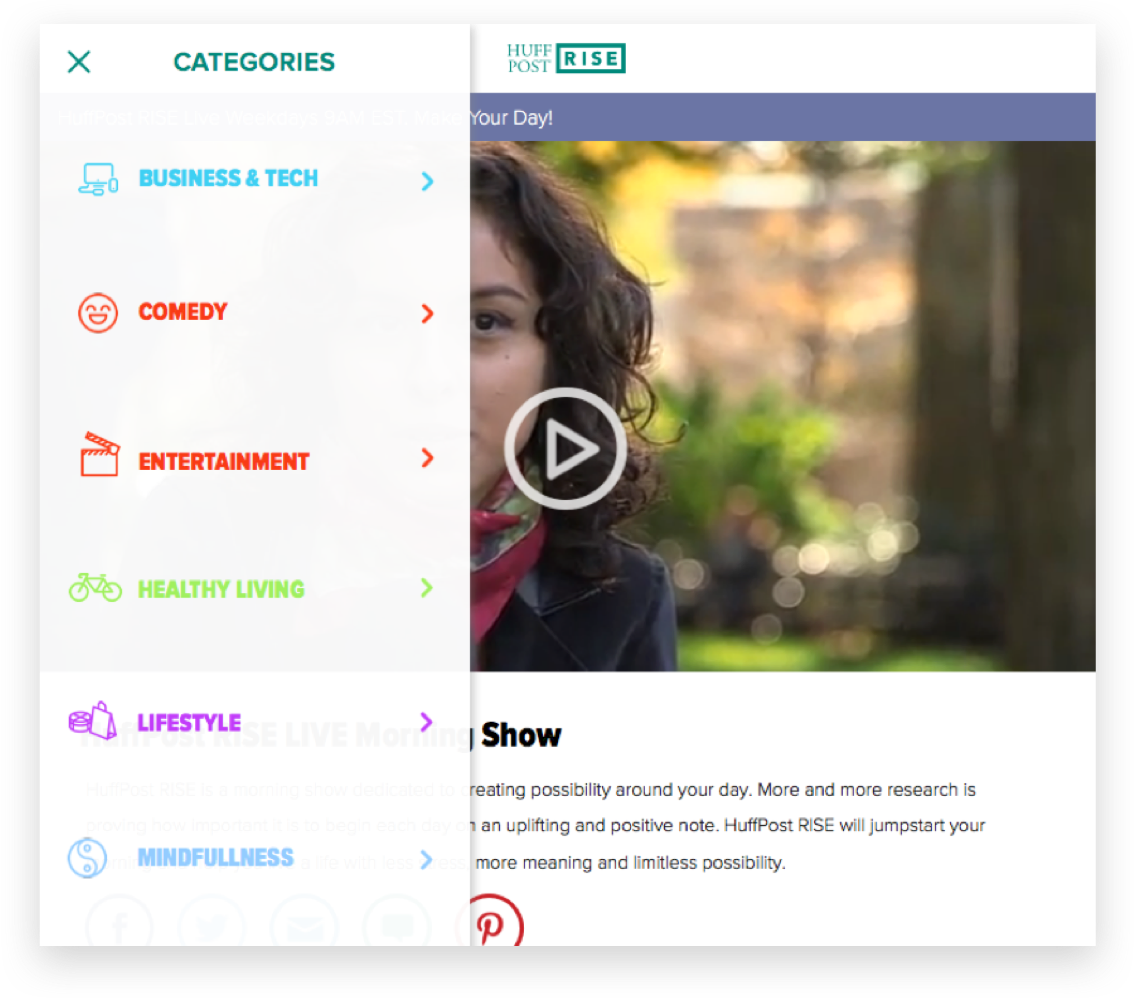 CATEGORIES
HUFF
POST
RISE
HuffPost RISE Live Weekdays 9AM EST. Make Your Day!
BUSINESS & TECH
COMEDY
ENTERTAINMENT
HEALTHY LIVING
LIFESTYLE
HuffPost RISE LIVE Morning Show
HuffPost RISE is a morning show dedicated to creating possibility around your day. More and more research is
proving how important it is to begin each day on an uplifting and positive note. HuffPost RISE will jumpstart your
MINDFULLNESS
a life with less stress, more meaning and limitless possibility.